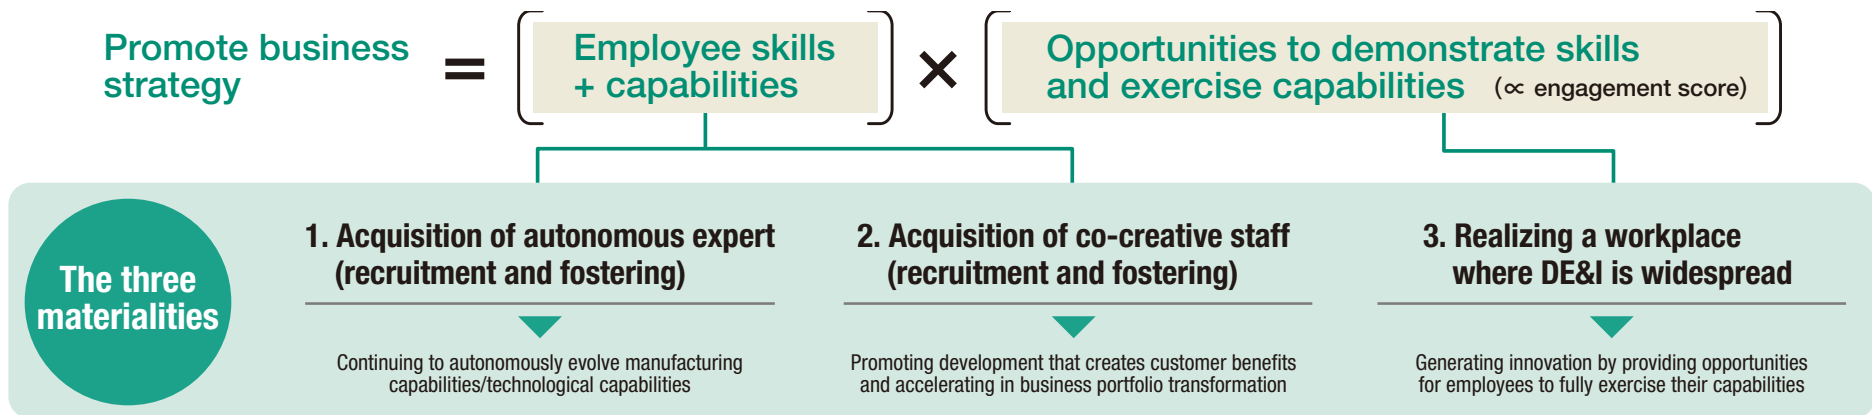 Promote business
strategy
=
Employee skills
+ capabilities
×
Opportunities to demonstrate skills
and exercise capabilities (∝ engagement score)
The three
materialities
1. Acquisition of autonomous expert
(recruitment and fostering)
Continuing to autonomously evolve manufacturing
capabilities/technological capabilities
2. Acquisition of co-creative staff
(recruitment and fostering)
Promoting development that creates customer benefits
and accelerating in business portfolio transformation
3. Realizing a workplace
where DE&I is widespread
Generating innovation by providing opportunities
for employees to fully exercise their capabilities